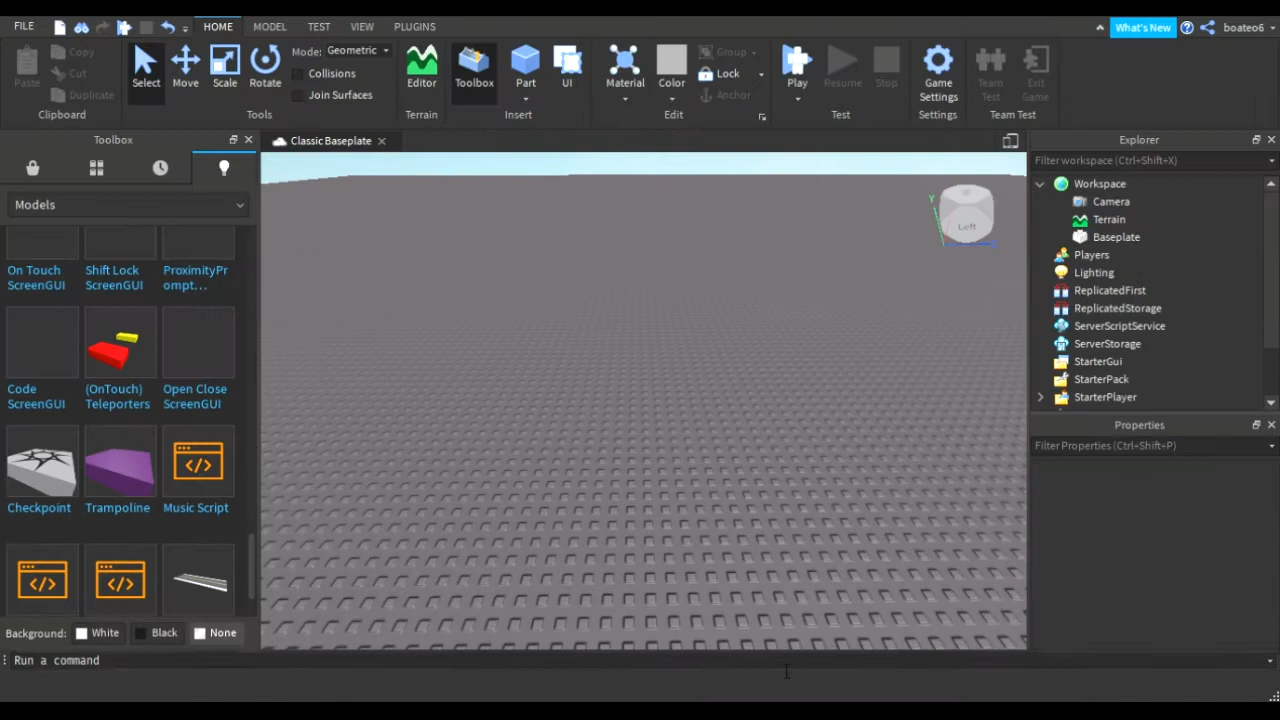 FILE
HOME
MODEL
TEST
VIEW
PLUGINS
What's New
boateo6
Paste
Copy
Cut
Duplicate
Clipboard
Select
Move
Scale
Rotate
Mode: Geometric
Collisions
Join Surfaces
Tools
Editor
Terrain
Toolbox
Part
UI
Insert
Material
Color
Group
Lock
Anchor
Edit
Play
Resume
Stop
Test
Game
Settings
Settings
Team
Test
Exit
Game
Team Test
Toolbox
Models
On Touch
ScreenGUI
Shift Lock
ScreenGUI
ProximityPr
ompt...
Code
ScreenGUI
(OnTouch)
Teleporters
Open Close
ScreenGUI
Checkpoint
Trampoline
Music Script
Background:
White
Black
None
Classic Baseplate
Y
Left
Explorer
Filter workspace (Ctrl+Shift+X)
Workspace
Camera
Terrain
Baseplate
Players
Lighting
ReplicatedFirst
ReplicatedStorage
ServerScriptService
ServerStorage
StarterGui
StarterPack
StarterPlayer
Properties
Filter Properties (Ctrl+Shift+P)
Run a command